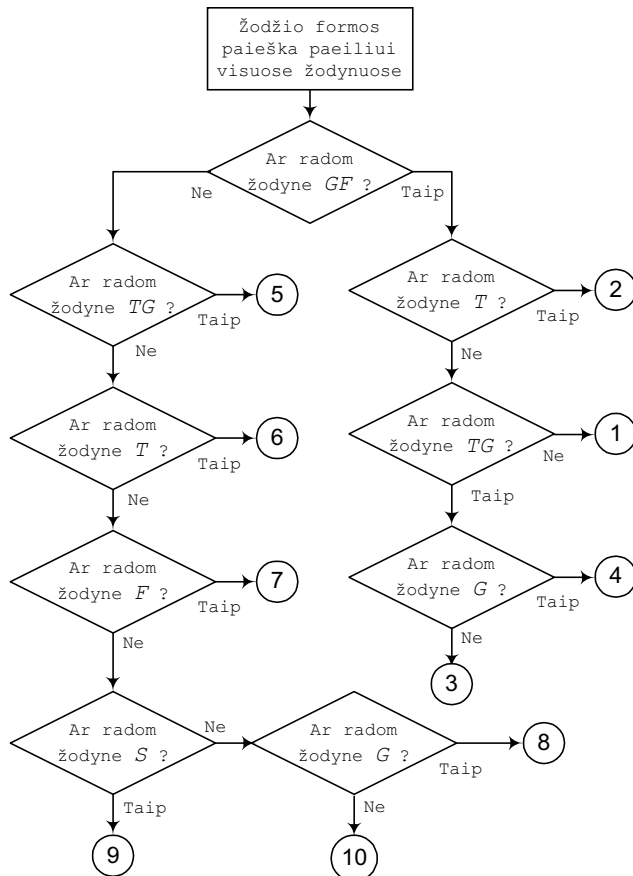 Žodžio formos
paieška paeiliui
visuose žodynuose
Ar radom
žodyne GF ?
Ne
Taip
Ar radom
žodyne TG ?
Taip
5
Ne
Ar radom
žodyne T ?
Taip
2
Ne
Ar radom
žodyne T ?
Taip
6
Ne
Ar radom
žodyne TG ?
Ne
1
Taip
Ar radom
žodyne F ?
Taip
7
Ne
Ar radom
žodyne G ?
Taip
4
Ne
3
Ar radom
žodyne S ?
Ne
Taip
9
Ar radom
žodyne G ?
Taip
8
Ne
10